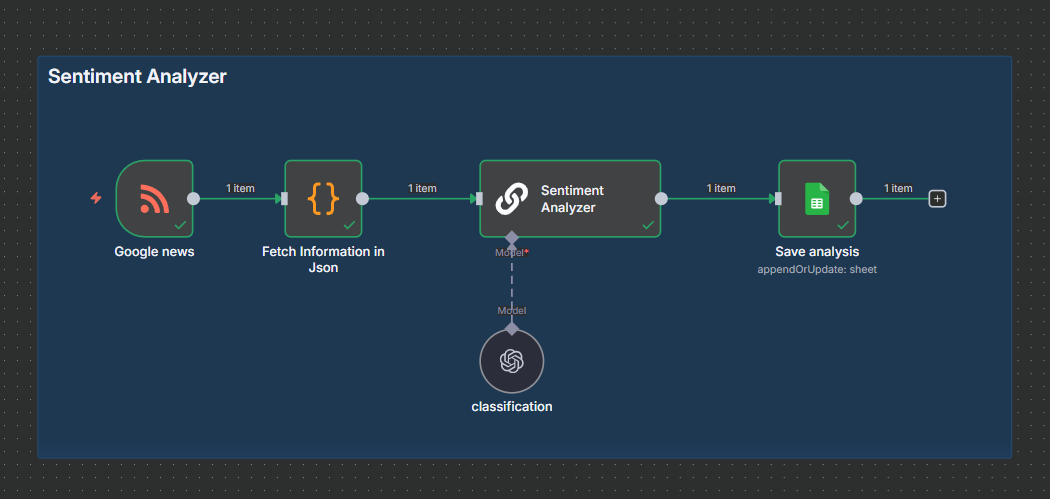 Sentiment Analyzer
1 item
1 item
1 item
1 item
Sentiment
Analyzer
Google news
Fetch Information in
Json
Model*
Save analysis
appendOrUpdate: sheet
Model
classification